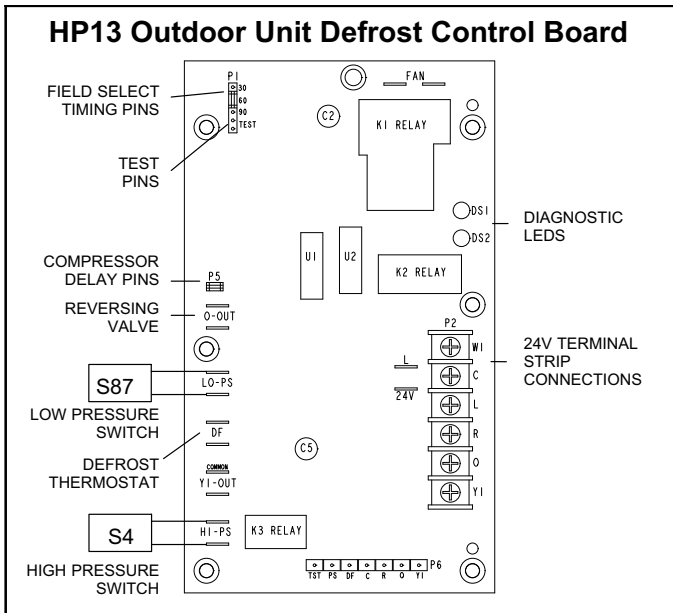 HP13 Outdoor Unit Defrost Control Board
FIELD SELECT
TIMING PINS
P1
30
60
90
TEST
TEST
PINS
FAN
C2
K1 RELAY
DS1
DS2
DIAGNOSTIC
LEDS
U1
U2
K2 RELAY
COMPRESSOR
DELAY PINS
P5
REVERSING
VALVE
O-OUT
P2
W1
C
L
R
O
Y1
24V TERMINAL
STRIP
CONNECTIONS
L
24V
S87
LO-PS
LOW PRESSURE
SWITCH
DF
DEFROST
THERMOSTAT
C5
COMMON
Y1-OUT
S4
HI-PS
K3 RELAY
HIGH PRESSURE
SWITCH
P6
TST PS DF C R O Y1